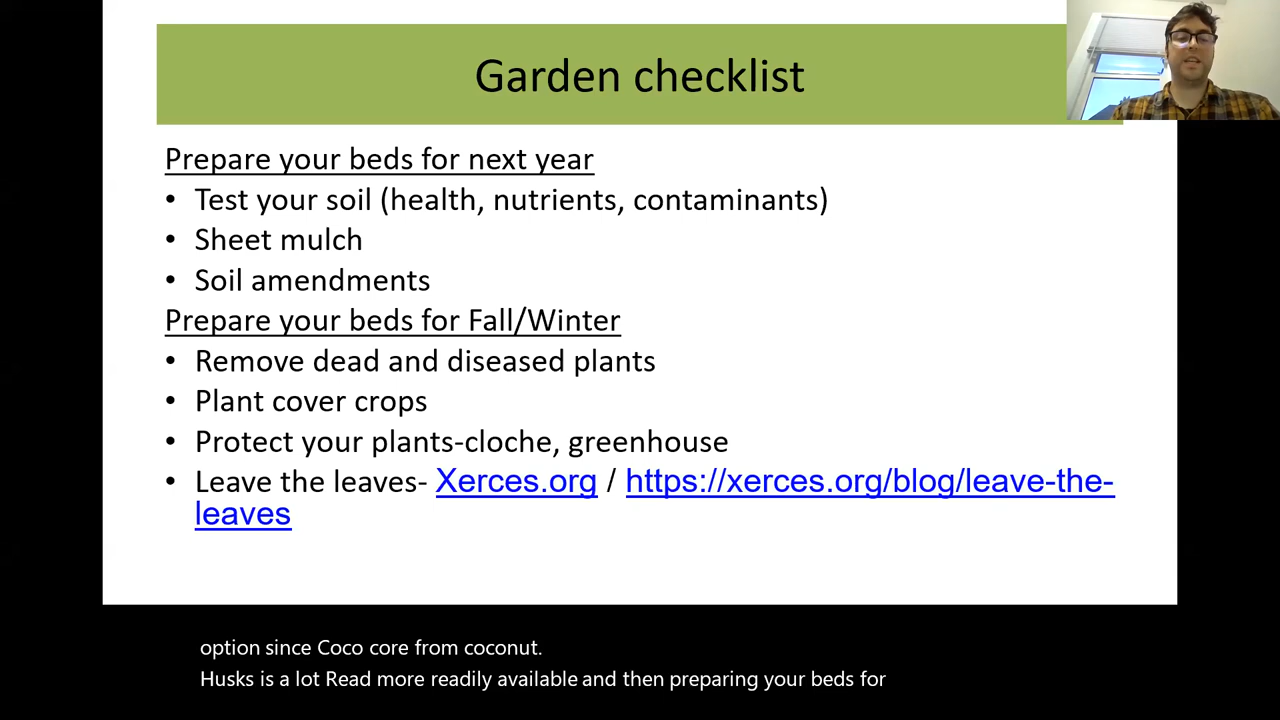 Garden checklist
Prepare your beds for next year
• Test your soil (health, nutrients, contaminants)
• Sheet mulch
• Soil amendments
Prepare your beds for Fall/Winter
• Remove dead and diseased plants
• Plant cover crops
• Protect your plants-cloche, greenhouse
• Leave the leaves- Xerces.org / https://xerces.org/blog/leave-the-
leaves
option since Coco core from coconut.
Husks is a lot Read more readily available and then preparing your beds for